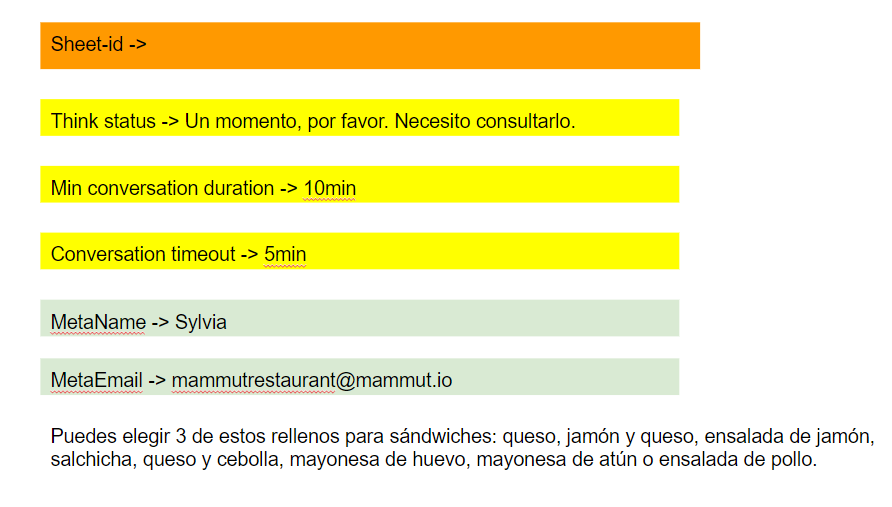 Sheet-id ->
Think status -> Un momento, por favor. Necesito consultarlo.
Min conversation duration -> 10min
Conversation timeout -> 5min
MetaName -> Sylvia
MetaEmail -> mammutrestaurant@mammut.io
Puedes elegir 3 de estos rellenos para sándwiches: queso, jamón y queso, ensalada de jamón,
salchicha, queso y cebolla, mayonesa de huevo, mayonesa de atún o ensalada de pollo.